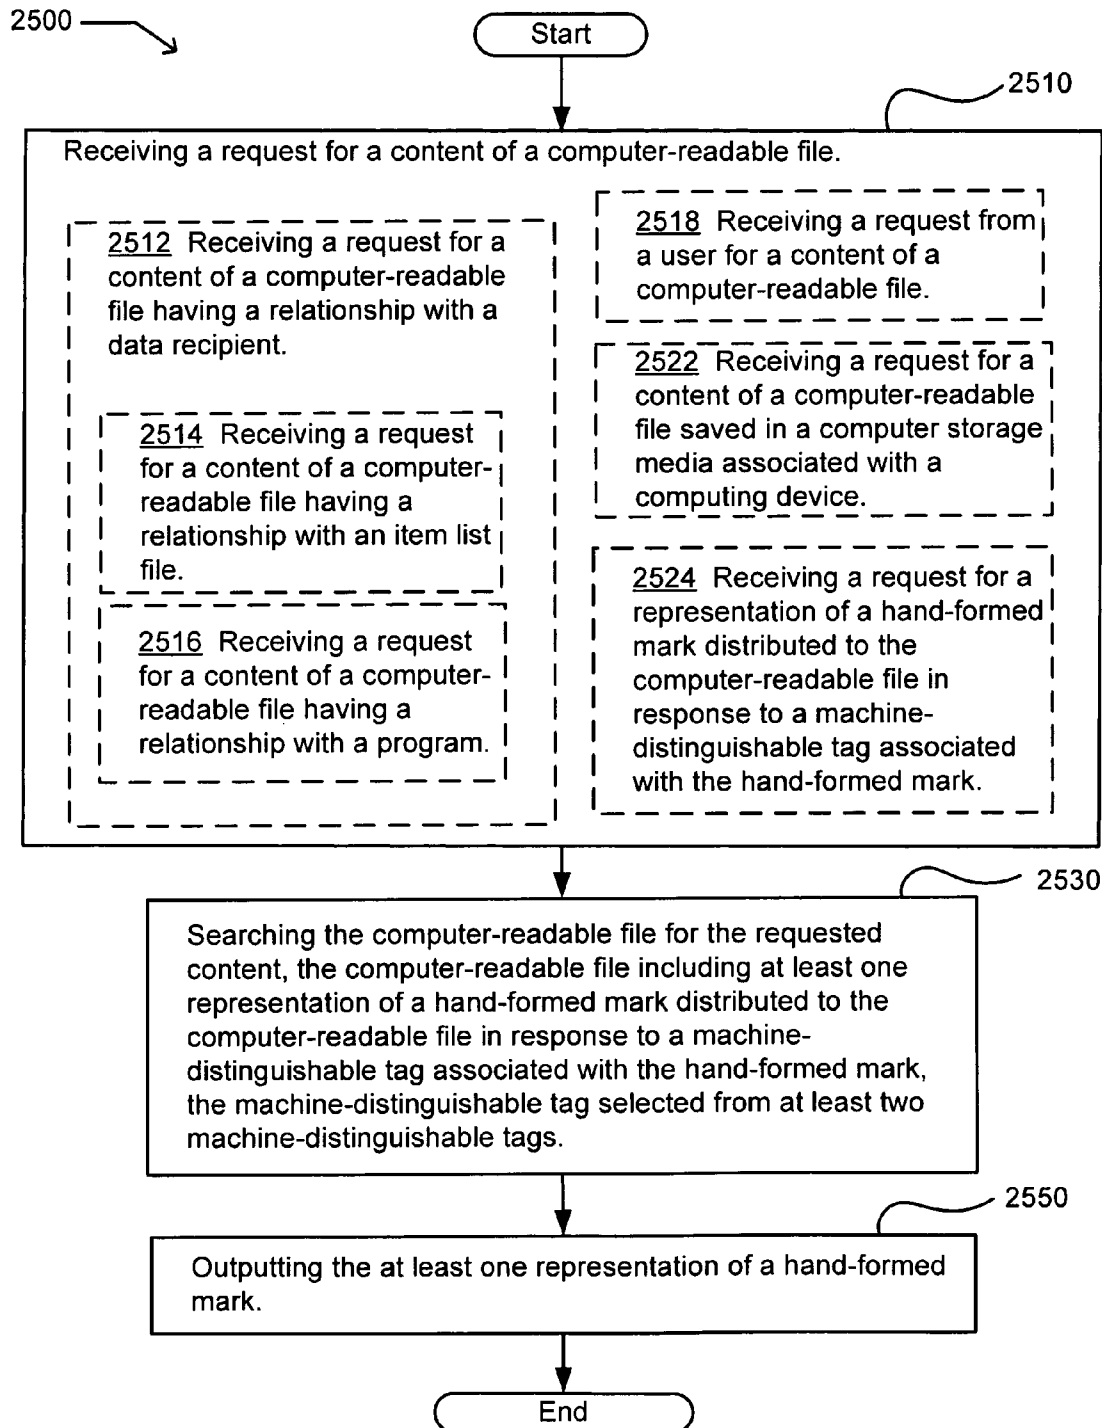 2500
Start
2510
Receiving a request for a content of a computer-readable file.
2512 Receiving a request for a
content of a computer-readable
file having a relationship with a
data recipient.
2514 Receiving a request
for a content of a computer-
readable file having a
relationship with an item list
file.
2516 Receiving a request
for a content of a computer-
readable file having a
relationship with a program.
2518 Receiving a request from
a user for a content of a
computer-readable file.
2522 Receiving a request for a
content of a computer-readable
file saved in a computer storage
media associated with a
computing device.
2524 Receiving a request for a
representation of a hand-formed
mark distributed to the
computer-readable file in
response to a machine-
distinguishable tag associated
with the hand-formed mark.
2530
Searching the computer-readable file for the requested
content, the computer-readable file including at least one
representation of a hand-formed mark distributed to the
computer-readable file in response to a machine-
distinguishable tag associated with the hand-formed mark,
the machine-distinguishable tag selected from at least two
machine-distinguishable tags.
2550
Outputting the at least one representation of a hand-formed
mark.
End